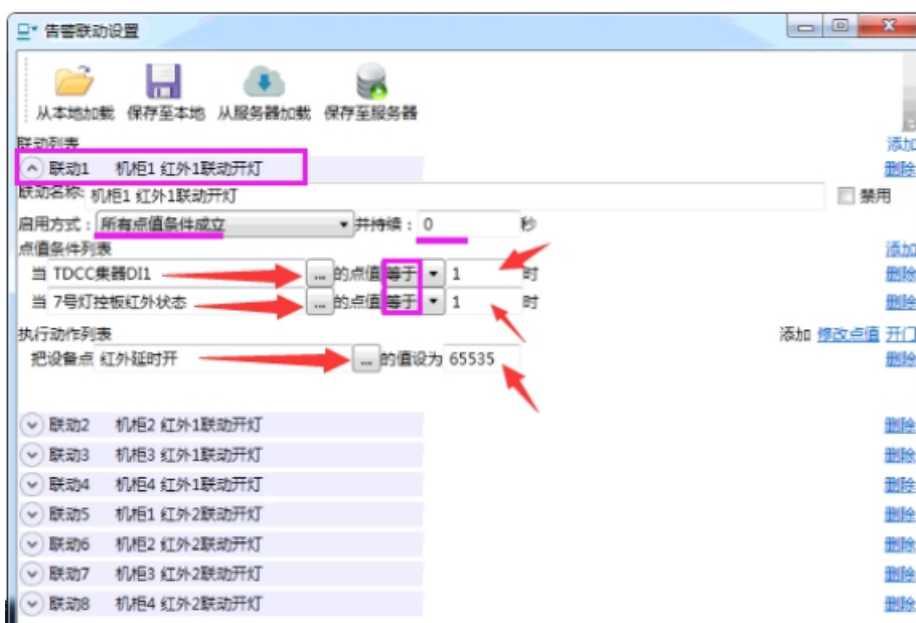 告警联动设置
从本地加载 保存至本地 从服务器加载 保存至服务器
联动列表 添加
联动1 机柜1 红外1联动开灯 删除
联动名称: 机柜1 红外1联动开灯 禁用
启用方式: 所有点值条件成立 并持续: 0 秒
点值条件列表 添加
当 TDCC集器DI1 ... 的点值 等于 1 时 删除
当 7号灯控板红外状态 ... 的点值 等于 1 时 删除
执行动作列表 添加 修改点值 开门
把设备点 红外延时开 ... 的值设为 65535 删除
联动2 机柜2 红外1联动开灯 删除
联动3 机柜3 红外1联动开灯 删除
联动4 机柜4 红外1联动开灯 删除
联动5 机柜1 红外2联动开灯 删除
联动6 机柜2 红外2联动开灯 删除
联动7 机柜3 红外2联动开灯 删除
联动8 机柜4 红外2联动开灯 删除